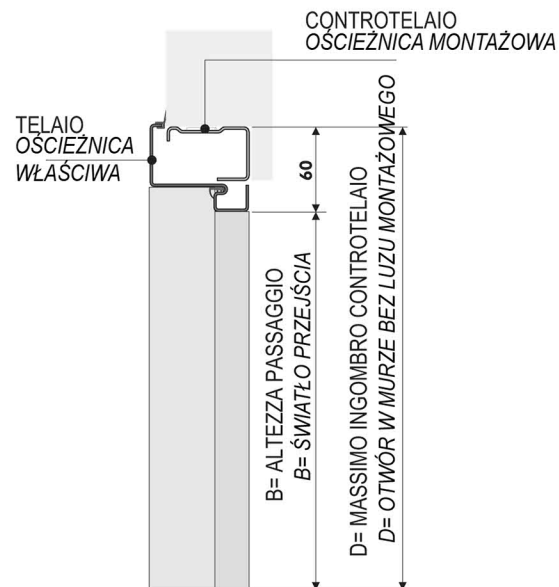 CONTROTELAIO
OŚCIEŻNICA MONTAŻOWA
TELAIO
OŚCIEŻNICA
WŁAŚCIWA
60
B= ALTEZZA PASSAGGIO
B= ŚWIATŁO PRZEJŚCIA
D= MASSIMO INGOMBRO CONTROTELAIO
D= OTWÓR W MURZE BEZ LUZU MONTAŻOWEGO